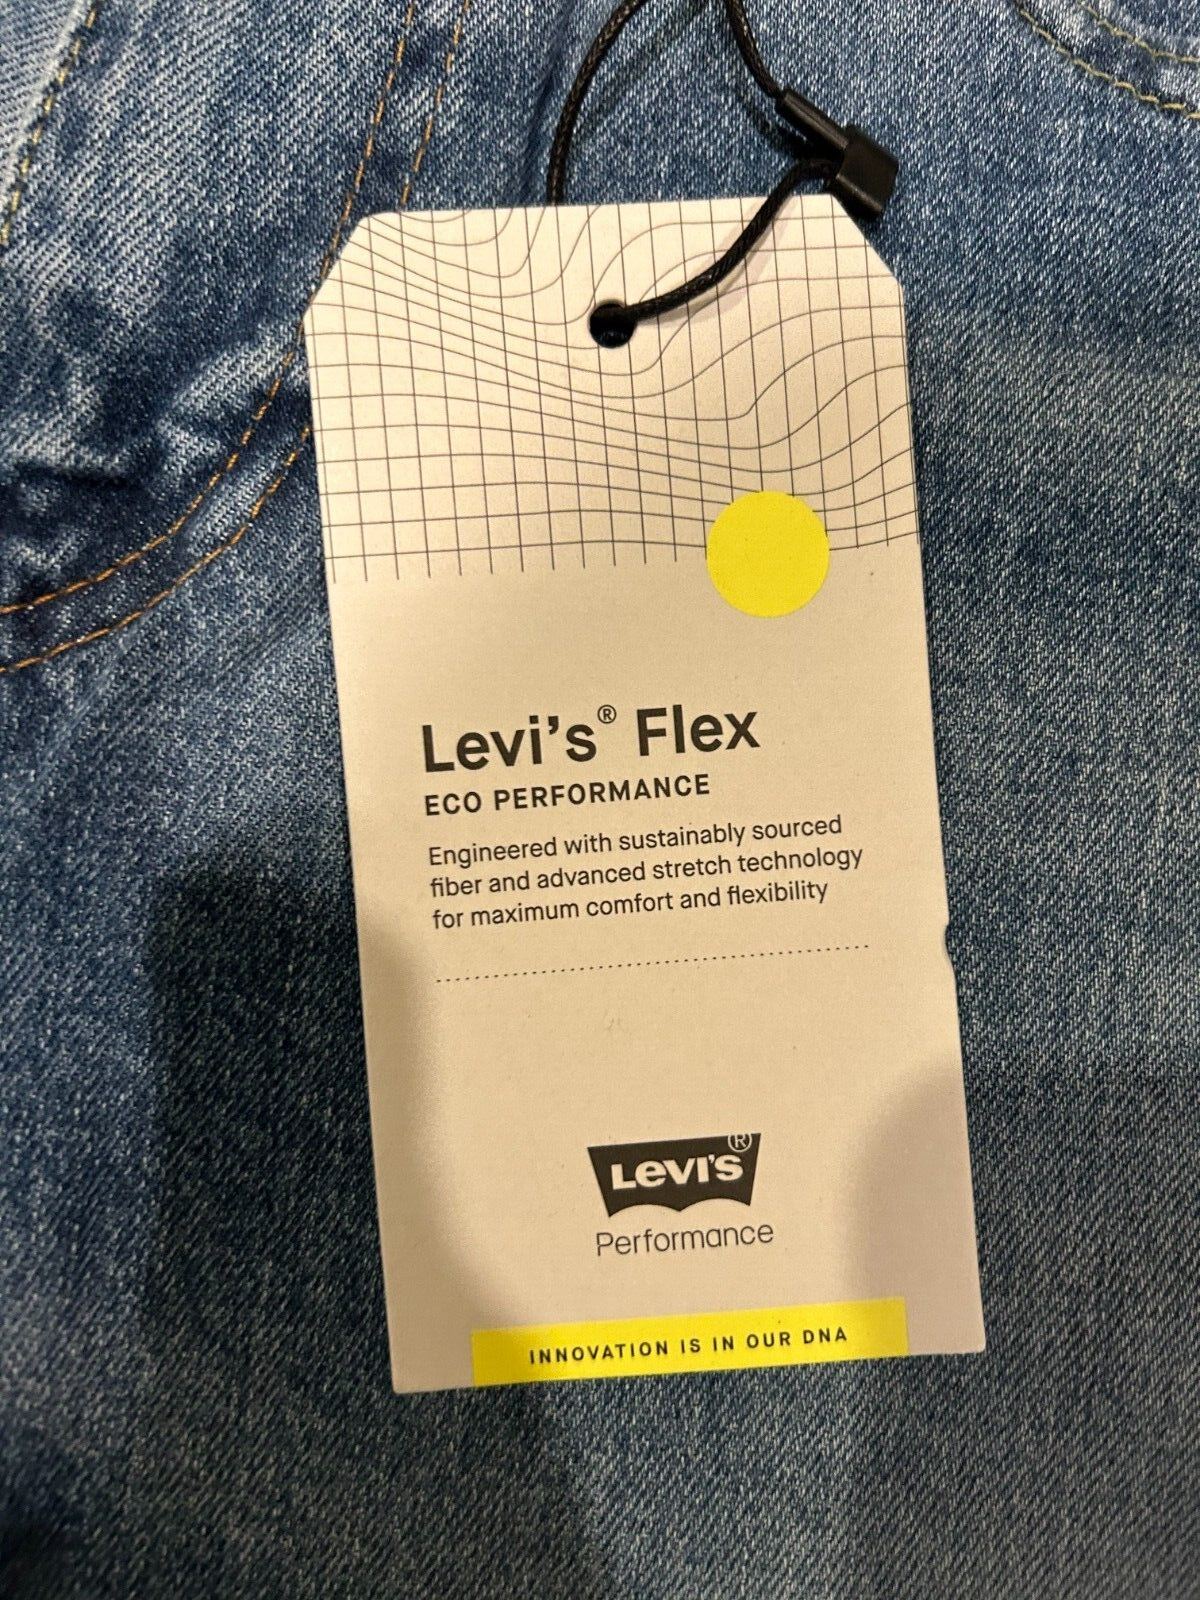 Levi's® Flex
ECO PERFORMANCE
Engineered with sustainably sourced
fiber and advanced stretch technology
for maximum comfort and flexibility
LEVI'S®
Performance
INNOVATION IS IN OUR DNA